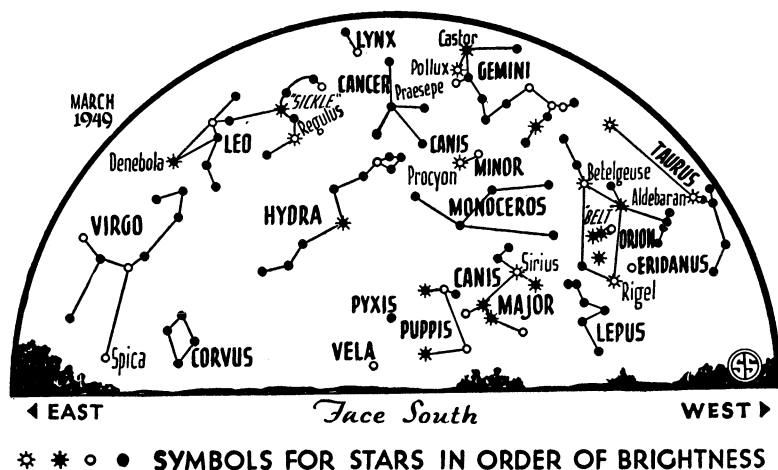 LYNX
Castor
CANCER
Pollux
GEMINI
Praesepe
MARCH
1949
"SICKLE"
Regulus
LEO
Denebola
CANIS
MINOR
Procyon
TAURUS
Betelgeuse
Aldebaran
VIRGO
HYDRA
MONOCEROS
"BELT"
ORION
CANIS
Sirius
ERIDANUS
MAJOR
Rigel
PYXIS
PUPPIS
LEPUS
Spica
CORVUS
VELA
SS
EAST
Face South
WEST
SYMBOLS FOR STARS IN ORDER OF BRIGHTNESS